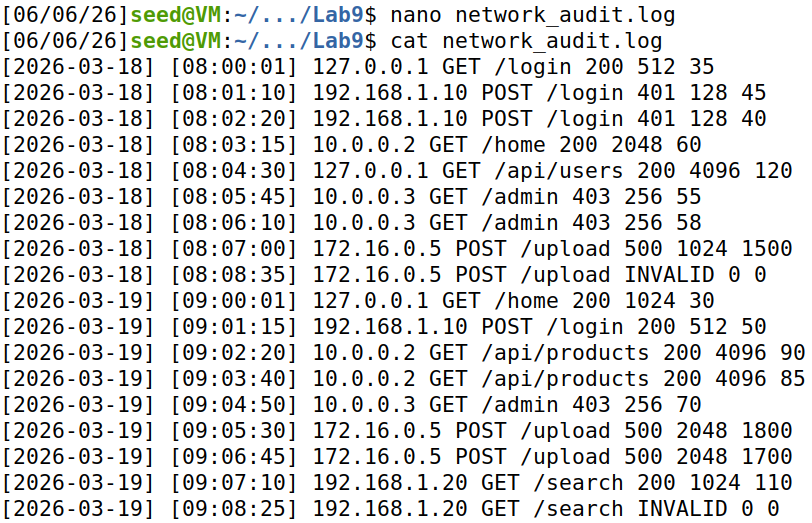 [06/06/26]seed@VM:~/.../Lab9$ nano network_audit.log
[06/06/26]seed@VM:~/.../Lab9$ cat network_audit.log
[2026-03-18] [08:00:01] 127.0.0.1 GET /login 200 512 35
[2026-03-18] [08:01:10] 192.168.1.10 POST /login 401 128 45
[2026-03-18] [08:02:20] 192.168.1.10 POST /login 401 128 40
[2026-03-18] [08:03:15] 10.0.0.2 GET /home 200 2048 60
[2026-03-18] [08:04:30] 127.0.0.1 GET /api/users 200 4096 120
[2026-03-18] [08:05:45] 10.0.0.3 GET /admin 403 256 55
[2026-03-18] [08:06:10] 10.0.0.3 GET /admin 403 256 58
[2026-03-18] [08:07:00] 172.16.0.5 POST /upload 500 1024 1500
[2026-03-18] [08:08:35] 172.16.0.5 POST /upload INVALID 0 0
[2026-03-19] [09:00:01] 127.0.0.1 GET /home 200 1024 30
[2026-03-19] [09:01:15] 192.168.1.10 POST /login 200 512 50
[2026-03-19] [09:02:20] 10.0.0.2 GET /api/products 200 4096 90
[2026-03-19] [09:03:40] 10.0.0.2 GET /api/products 200 4096 85
[2026-03-19] [09:04:50] 10.0.0.3 GET /admin 403 256 70
[2026-03-19] [09:05:30] 172.16.0.5 POST /upload 500 2048 1800
[2026-03-19] [09:06:45] 172.16.0.5 POST /upload 500 2048 1700
[2026-03-19] [09:07:10] 192.168.1.20 GET /search 200 1024 110
[2026-03-19] [09:08:25] 192.168.1.20 GET /search INVALID 0 0